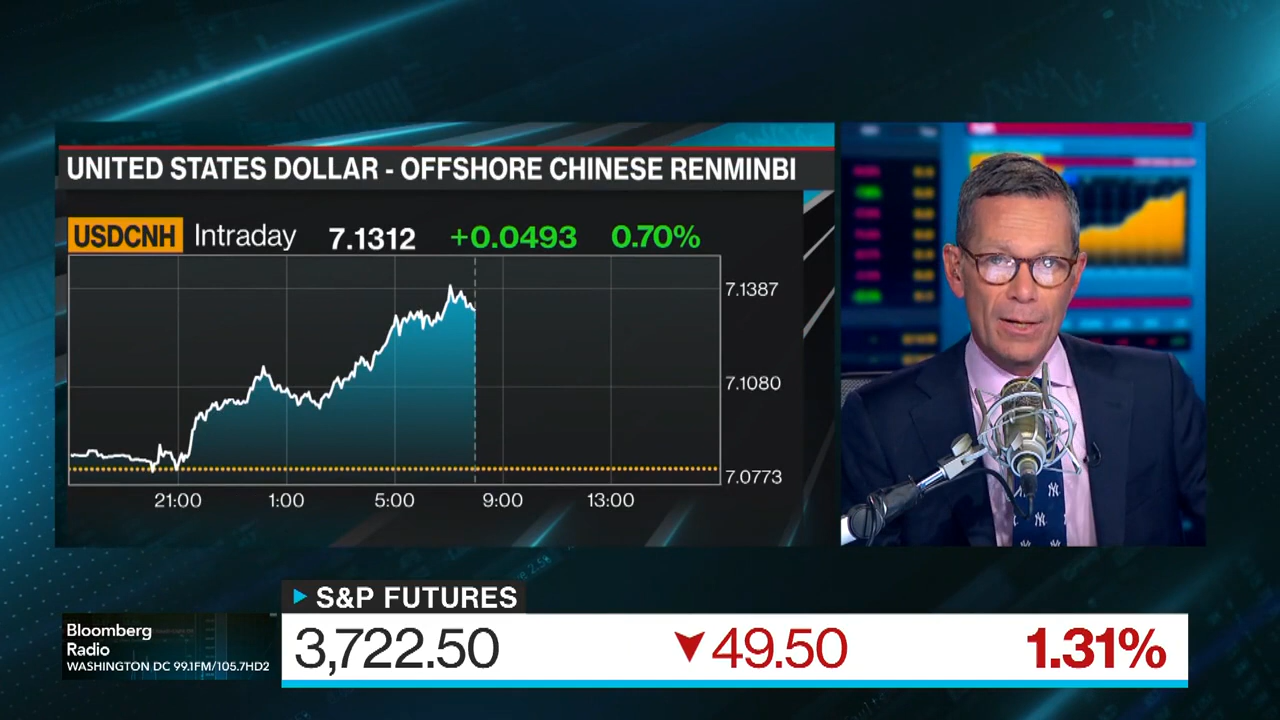 UNITED STATES DOLLAR - OFFSHORE CHINESE RENMINBI
USDCNH Intraday 7.1312 +0.0493 0.70%
7.1387
7.1080
7.0773
21:00 1:00 5:00 9:00 13:00
S&P FUTURES
3,722.50 49.50 1.31%
Bloomberg
Radio
WASHINGTON DC 99.1FM/105.7HD2